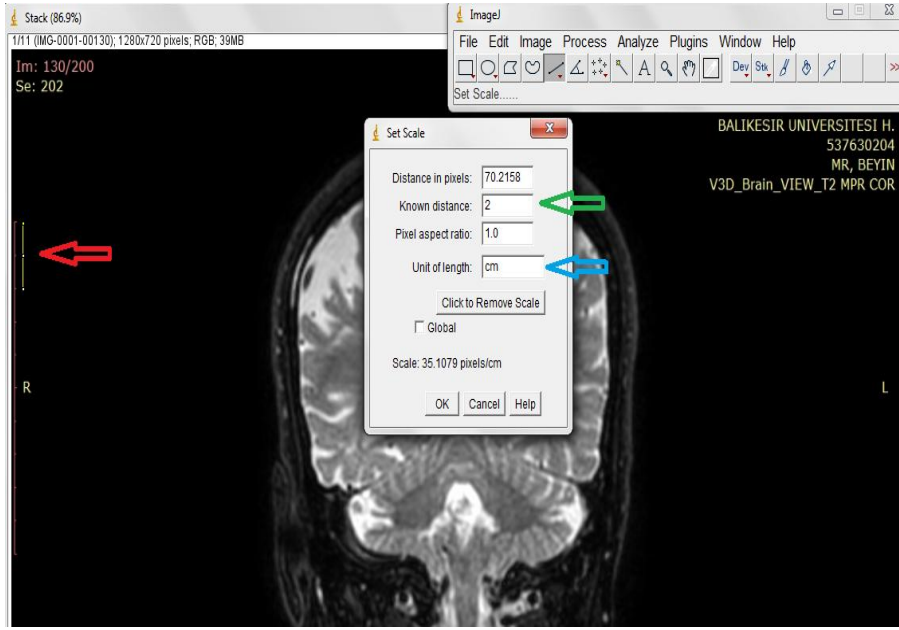 Stack (86.9%)
1/11 (IMG-0001-00130); 1280x720 pixels; RGB; 39MB
Im: 130/200
Se: 202
ImageJ
File Edit Image Process Analyze Plugins Window Help
A Dev Stk >>
Set Scale......
BALIKESIR UNIVERSITESI H.
537630204
MR, BEYIN
V3D_Brain_VIEW_T2 MPR COR
Set Scale
Distance in pixels: 70.2158
Known distance: 2
Pixel aspect ratio: 1.0
Unit of length: cm
Click to Remove Scale
Global
Scale: 35.1079 pixels/cm
OK Cancel Help
R
L